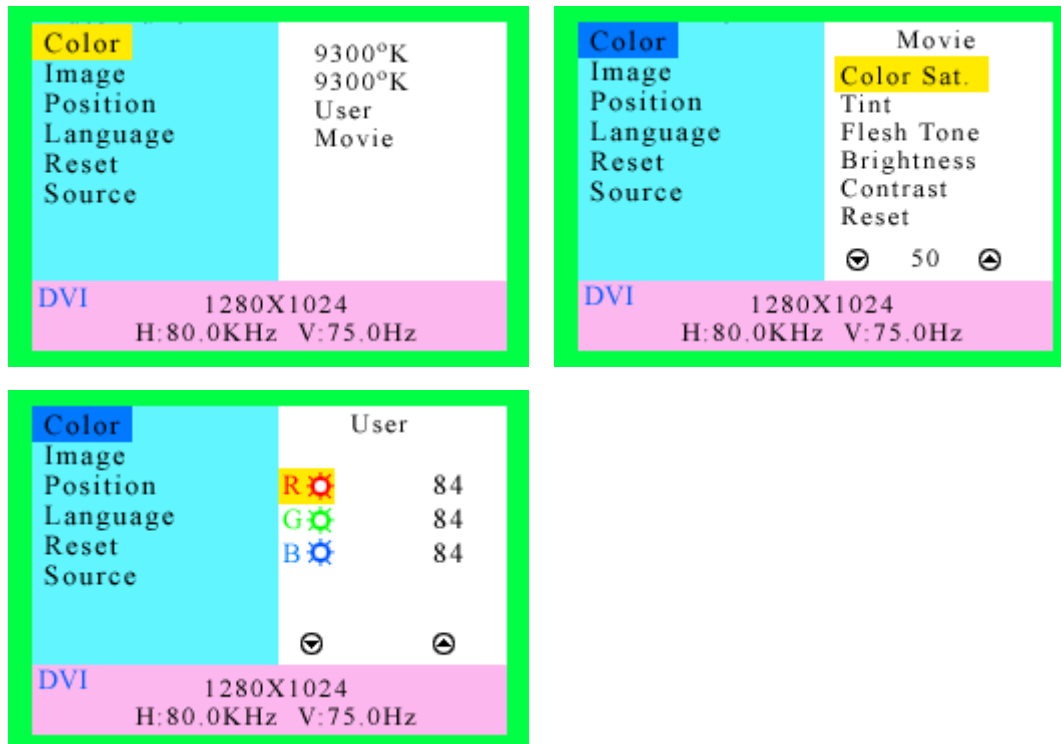 Color
Image
Position
Language
Reset
Source
9300°K
9300°K
User
Movie
DVI
1280X1024
H:80.0KHz V:75.0Hz
Color
Image
Position
Language
Reset
Source
Movie
Color Sat.
Tint
Flesh Tone
Brightness
Contrast
Reset
50
DVI
1280X1024
H:80.0KHz V:75.0Hz
Color
Image
Position
Language
Reset
Source
User
R 84
G 84
B 84
DVI
1280X1024
H:80.0KHz V:75.0Hz